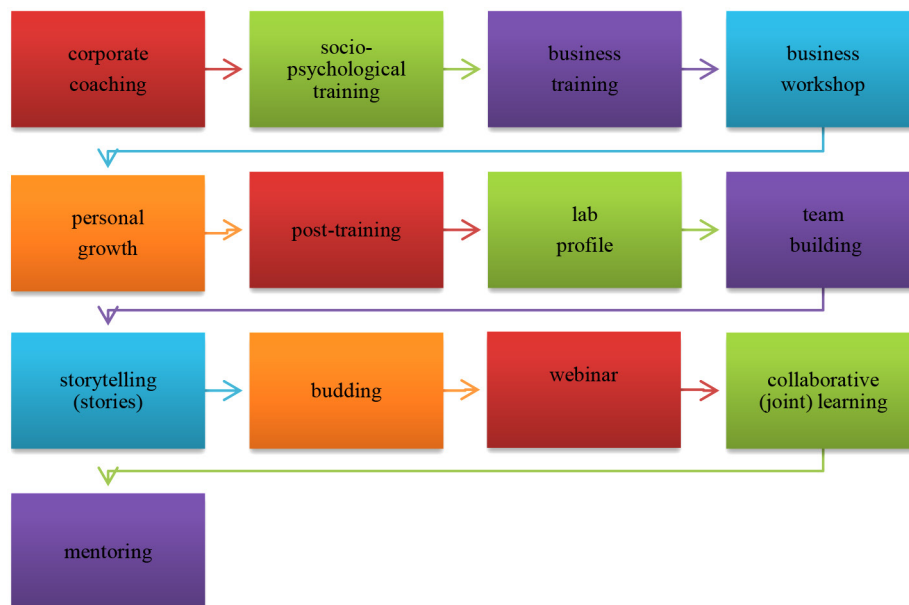 corporate
coaching
socio-
psychological
training
business
training
business
workshop
personal
growth
post-training
lab
profile
team
building
storytelling
(stories)
budding
webinar
collaborative
(joint) learning
mentoring